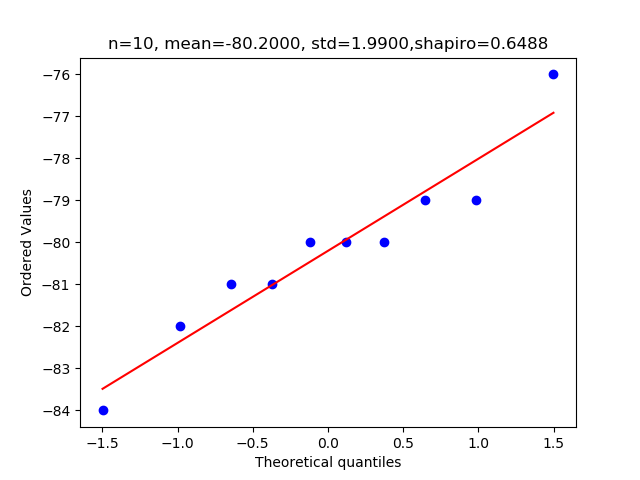 n=10, mean=-80.2000, std=1.9900,shapiro=0.6488
−76
−77
−78
−79
−80
−81
−82
−83
−84
Ordered Values
−1.5 −1.0 −0.5 0.0 0.5 1.0 1.5
Theoretical quantiles